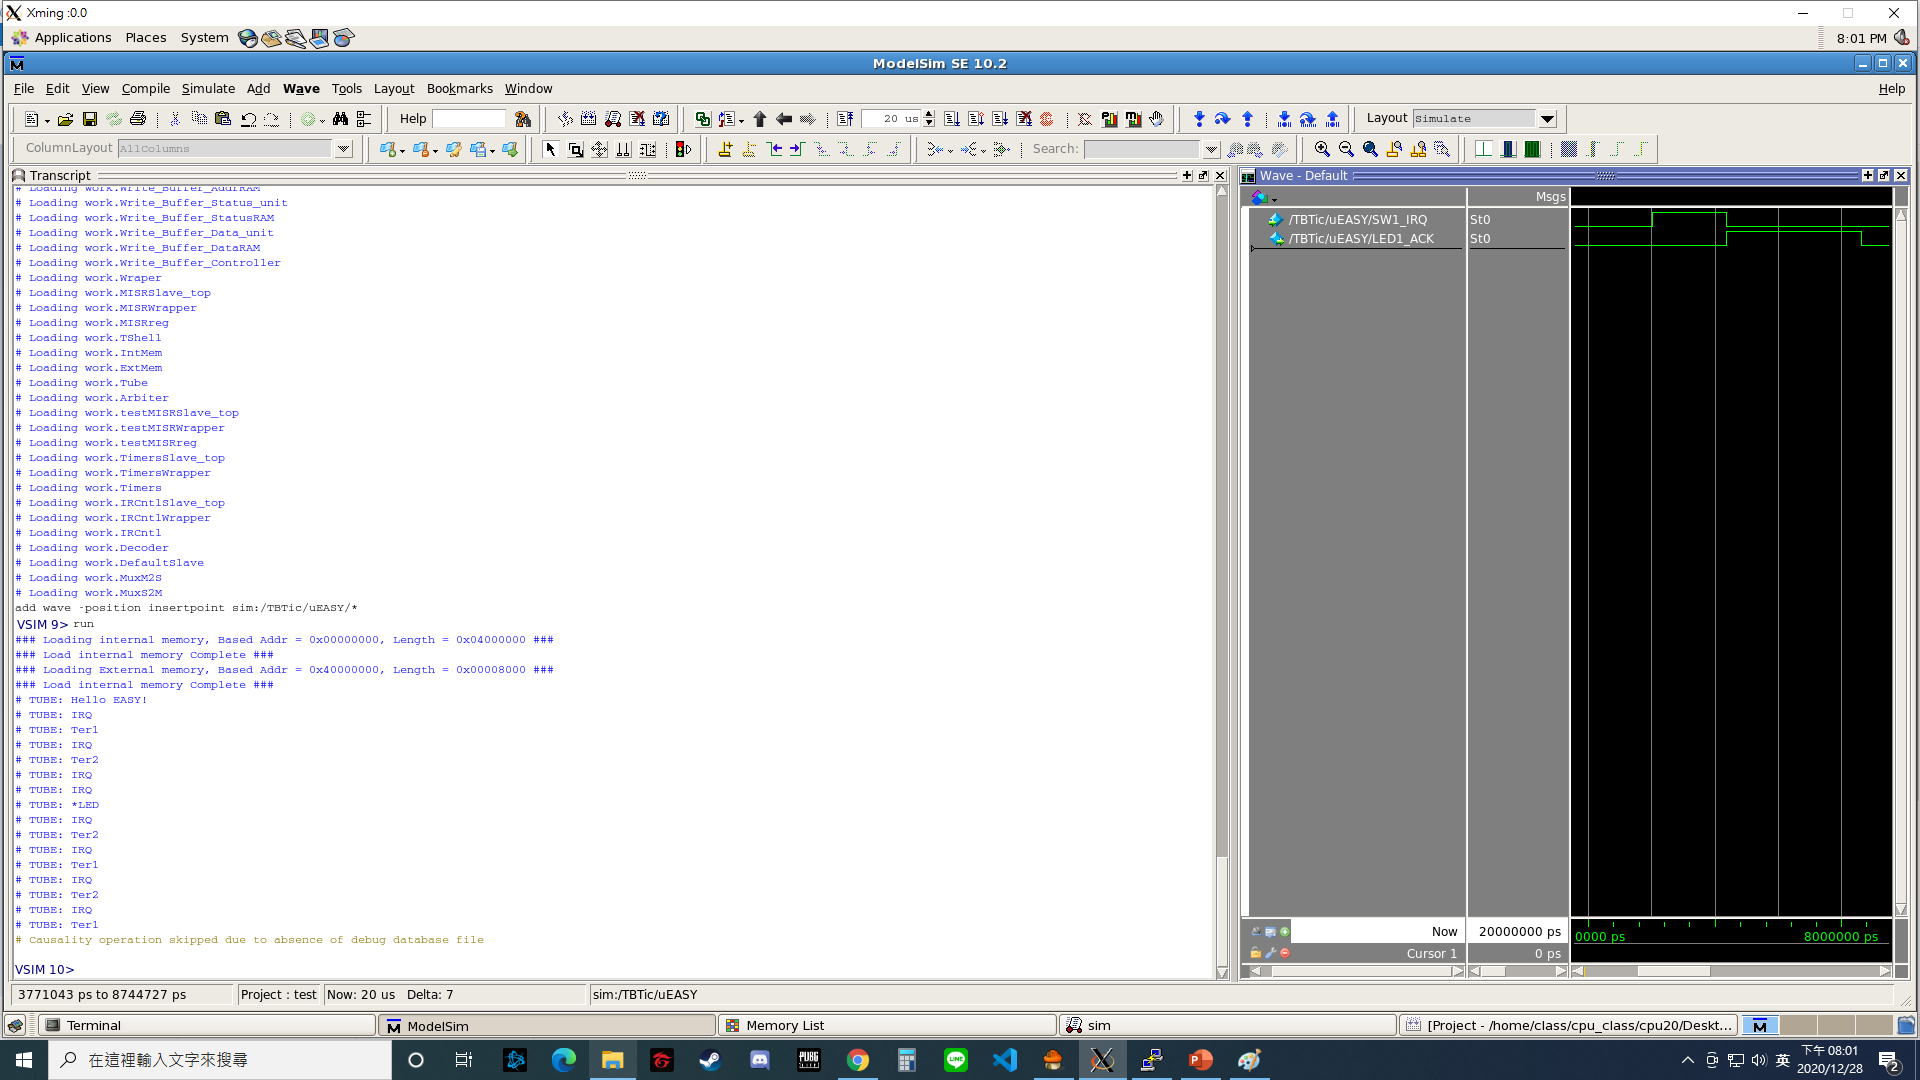 Xming :0.0
Applications Places System 8:01 PM
ModelSim SE 10.2
File Edit View Compile Simulate Add Wave Tools Layout Bookmarks Window Help
Help 20 us Layout Simulate
ColumnLayout AllColumns Search:
Transcript
# Loading work.Write_Buffer_AddrRAM
# Loading work.Write_Buffer_Status_unit
# Loading work.Write_Buffer_StatusRAM
# Loading work.Write_Buffer_Data_unit
# Loading work.Write_Buffer_DataRAM
# Loading work.Write_Buffer_Controller
# Loading work.Wraper
# Loading work.MISRSlave_top
# Loading work.MISRWrapper
# Loading work.MISRreg
# Loading work.TShell
# Loading work.IntMem
# Loading work.ExtMem
# Loading work.Tube
# Loading work.Arbiter
# Loading work.testMISRSlave_top
# Loading work.testMISRWrapper
# Loading work.testMISRreg
# Loading work.TimersSlave_top
# Loading work.TimersWrapper
# Loading work.Timers
# Loading work.IRCntlSlave_top
# Loading work.IRCntlWrapper
# Loading work.IRCntl
# Loading work.Decoder
# Loading work.DefaultSlave
# Loading work.MuxM2S
# Loading work.MuxS2M
add wave -position insertpoint sim:/TBTic/uEASY/*
VSIM 9> run
### Loading internal memory, Based Addr = 0x00000000, Length = 0x04000000 ###
### Load internal memory Complete ###
### Loading External memory, Based Addr = 0x40000000, Length = 0x00008000 ###
### Load internal memory Complete ###
# TUBE: Hello EASY!
# TUBE: IRQ
# TUBE: Ter1
# TUBE: IRQ
# TUBE: Ter2
# TUBE: IRQ
# TUBE: IRQ
# TUBE: *LED
# TUBE: IRQ
# TUBE: Ter2
# TUBE: IRQ
# TUBE: Ter1
# TUBE: IRQ
# TUBE: Ter2
# TUBE: IRQ
# TUBE: Ter1
# Causality operation skipped due to absence of debug database file
VSIM 10>
Wave - Default
Msgs
/TBTic/uEASY/SW1_IRQ St0
/TBTic/uEASY/LED1_ACK St0
Now 20000000 ps 0000 ps 8000000 ps
Cursor 1 0 ps
3771043 ps to 8744727 ps Project : test Now: 20 us Delta: 7 sim:/TBTic/uEASY
Terminal ModelSim Memory List sim [Project - /home/class/cpu_class/cpu20/Deskt...
在這裡輸入文字來搜尋 英 下午 08:01
2020/12/28 2